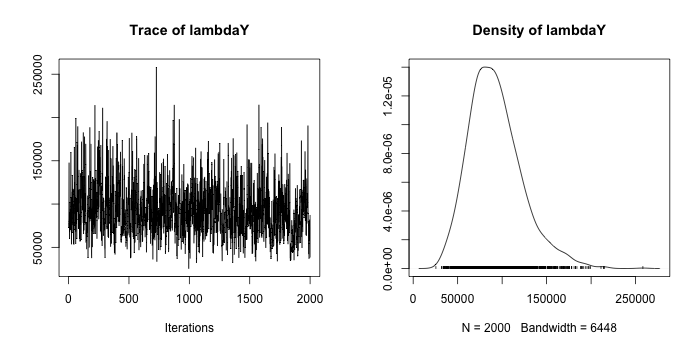 Trace of lambdaY
250000
150000
50000
0
500
1000
1500
2000
Iterations
Density of lambdaY
1.2e-05
8.0e-06
4.0e-06
0.0e+00
0
50000
150000
250000
N = 2000 Bandwidth = 6448